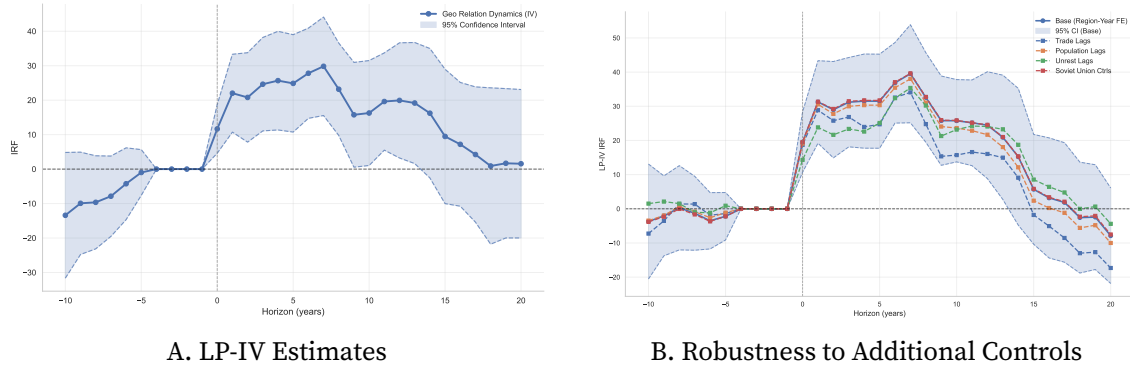 40
30
20
10
0
−10
−20
−30
IRF
−10
−5
0
5
10
15
20
Horizon (years)
Geo Relation Dynamics (IV)
95% Confidence Interval
A. LP-IV Estimates
50
40
30
20
10
0
−10
−20
LP-IV IRF
−10
−5
0
5
10
15
20
Horizon (years)
Base (Region-Year FE)
95% CI (Base)
Trade Lags
Population Lags
Unrest Lags
Soviet Union Ctrls
B. Robustness to Additional Controls